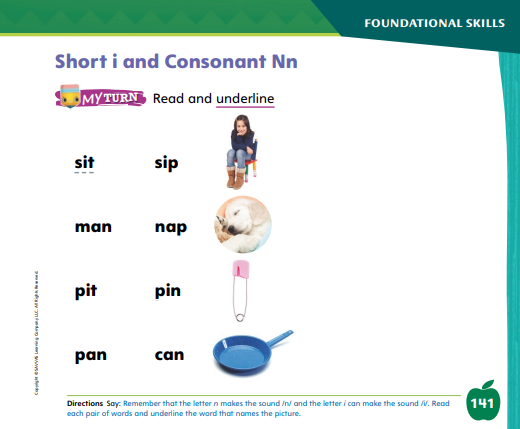 FOUNDATIONAL SKILLS
Short i and Consonant Nn
MY TURN Read and underline
sit sip
man nap
pit pin
pan can
Copyright © SAVVAS Learning Company LLC. All Rights Reserved.
Directions Say: Remember that the letter n makes the sound /n/ and the letter i can make the sound /i/. Read
each pair of words and underline the word that names the picture.
141